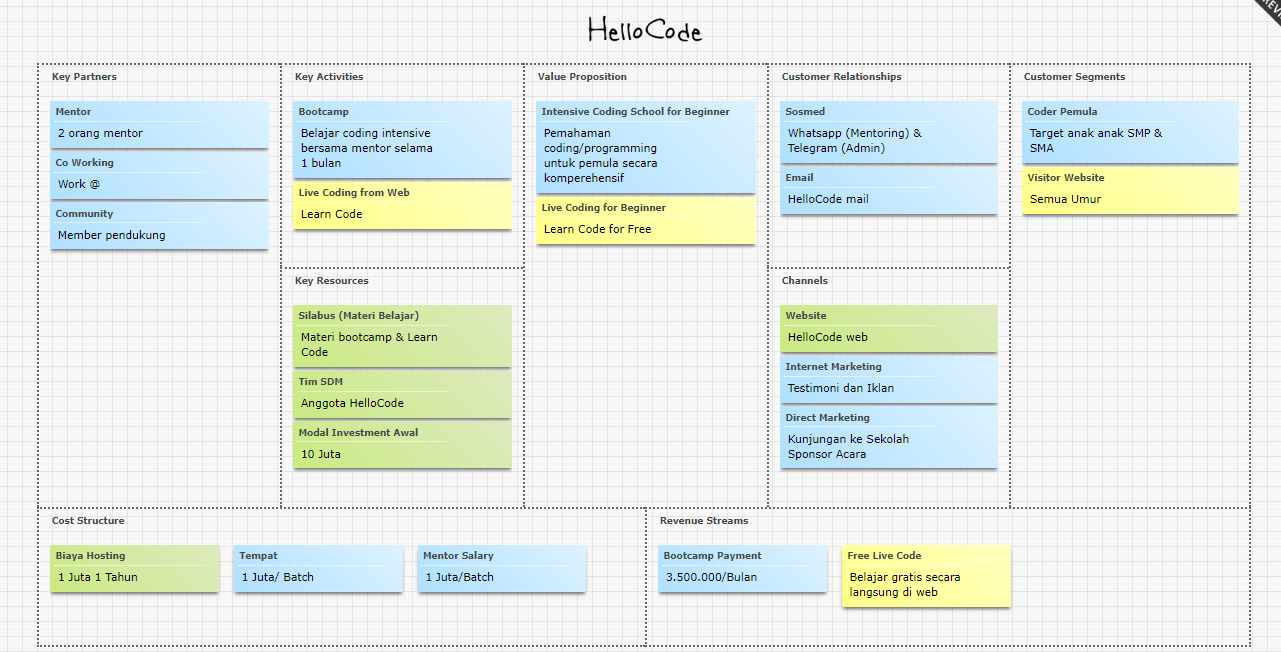 HelloCode
Key Partners
Mentor
2 orang mentor
Co Working
Work @
Community
Member pendukung
Key Activities
Bootcamp
Belajar coding intensive
bersama mentor selama
1 bulan
Live Coding from Web
Learn Code
Key Resources
Silabus (Materi Belajar)
Materi bootcamp & Learn
Code
Tim SDM
Anggota HelloCode
Modal Investment Awal
10 Juta
Value Proposition
Intensive Coding School for Beginner
Pemahaman
coding/programming
untuk pemula secara
komperehensif
Live Coding for Beginner
Learn Code for Free
Customer Relationships
Sosmed
Whatsapp (Mentoring) &
Telegram (Admin)
Email
HelloCode mail
Channels
Website
HelloCode web
Internet Marketing
Testimoni dan Iklan
Direct Marketing
Kunjungan ke Sekolah
Sponsor Acara
Customer Segments
Coder Pemula
Target anak anak SMP &
SMA
Visitor Website
Semua Umur
Cost Structure
Biaya Hosting
1 Juta 1 Tahun
Tempat
1 Juta/ Batch
Mentor Salary
1 Juta/Batch
Revenue Streams
Bootcamp Payment
3.500.000/Bulan
Free Live Code
Belajar gratis secara
langsung di web